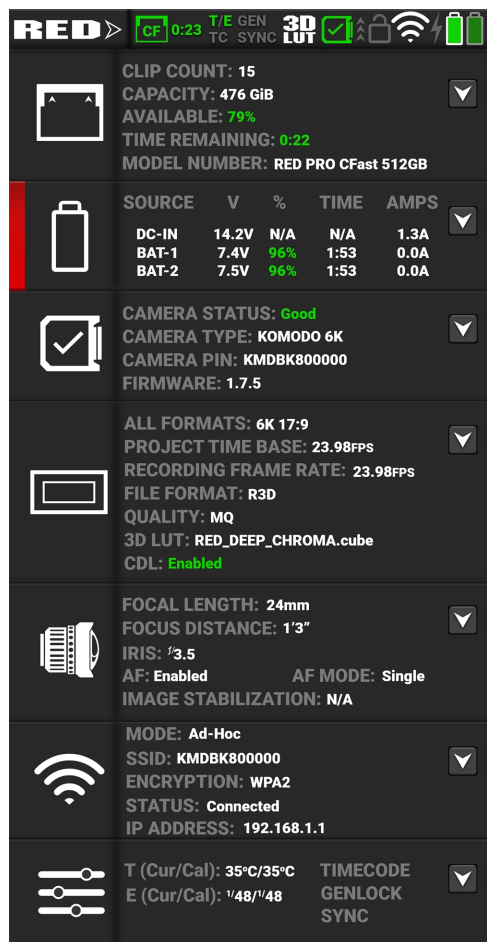 RED CF 0:23 T/E GEN 3D
TC SYNC LUT
CLIP COUNT: 15
CAPACITY: 476 GiB
AVAILABLE: 79%
TIME REMAINING: 0:22
MODEL NUMBER: RED PRO CFast 512GB
SOURCE V % TIME AMPS
DC-IN 14.2V N/A N/A 1.3A
BAT-1 7.4V 96% 1:53 0.0A
BAT-2 7.5V 96% 1:53 0.0A
CAMERA STATUS: Good
CAMERA TYPE: KOMODO 6K
CAMERA PIN: KMDBK800000
FIRMWARE: 1.7.5
ALL FORMATS: 6K 17:9
PROJECT TIME BASE: 23.98FPS
RECORDING FRAME RATE: 23.98FPS
FILE FORMAT: R3D
QUALITY: MQ
3D LUT: RED_DEEP_CHROMA.cube
CDL: Enabled
FOCAL LENGTH: 24mm
FOCUS DISTANCE: 1'3"
IRIS: f/3.5
AF: Enabled AF MODE: Single
IMAGE STABILIZATION: N/A
MODE: Ad-Hoc
SSID: KMDBK800000
ENCRYPTION: WPA2
STATUS: Connected
IP ADDRESS: 192.168.1.1
T (Cur/Cal): 35°C/35°C TIMECODE
E (Cur/Cal): 1/48/1/48 GENLOCK
SYNC